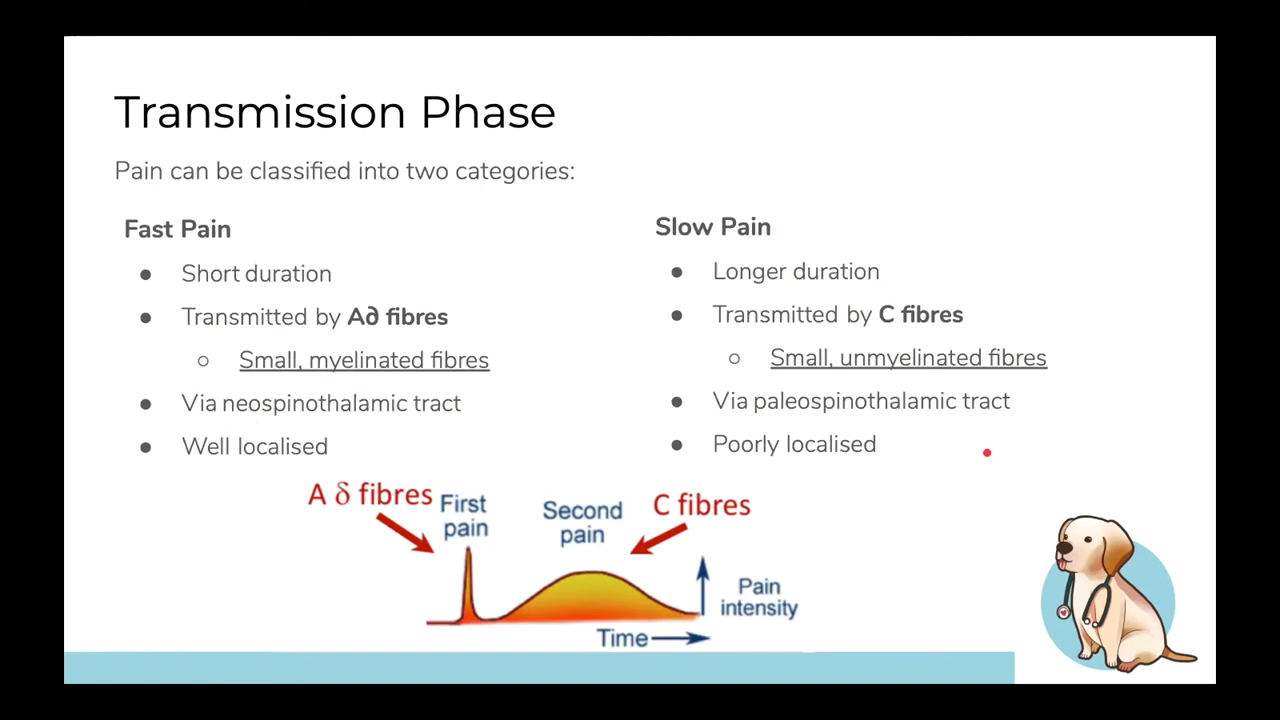 Transmission Phase
Pain can be classified into two categories:
Fast Pain
● Short duration
● Transmitted by A∂ fibres
○ Small, myelinated fibres
● Via neospinothalamic tract
● Well localised
Slow Pain
● Longer duration
● Transmitted by C fibres
○ Small, unmyelinated fibres
● Via paleospinothalamic tract
● Poorly localised
A δ fibres
First
pain
Second
pain
C fibres
Pain
intensity
Time